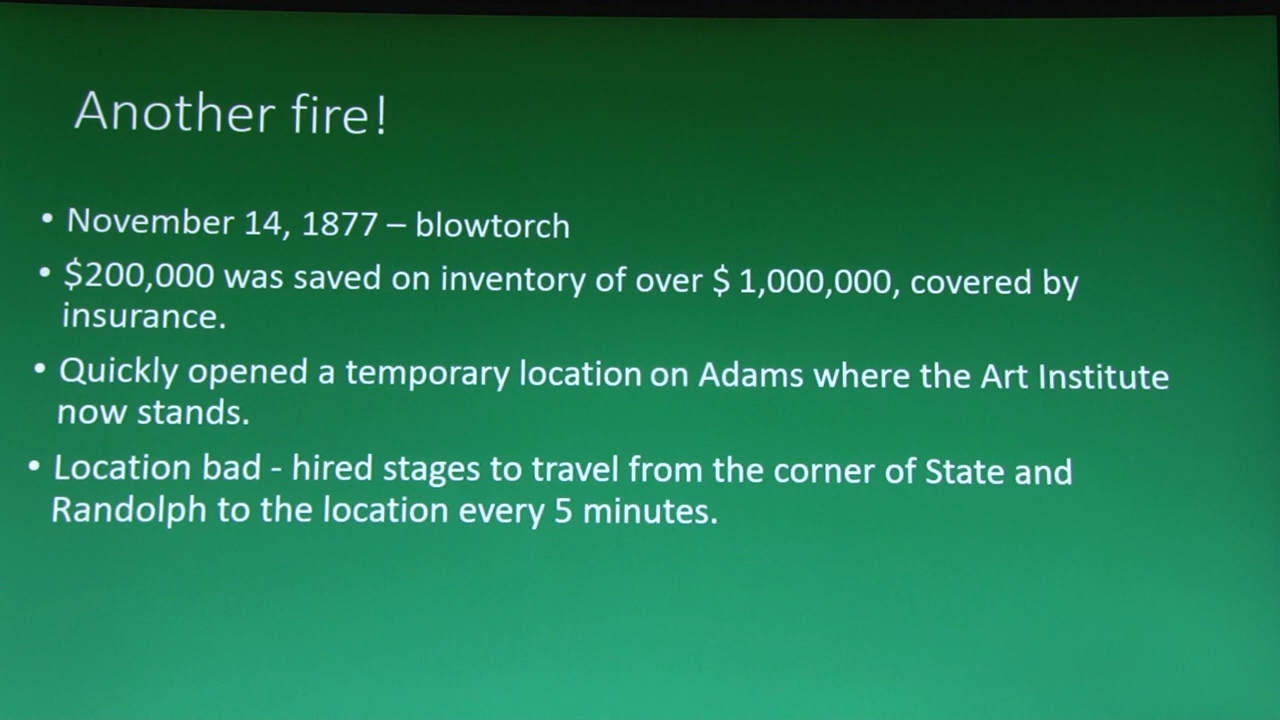 Another fire!
• November 14, 1877 – blowtorch
• $200,000 was saved on inventory of over $ 1,000,000, covered by
insurance.
• Quickly opened a temporary location on Adams where the Art Institute
now stands.
• Location bad - hired stages to travel from the corner of State and
Randolph to the location every 5 minutes.